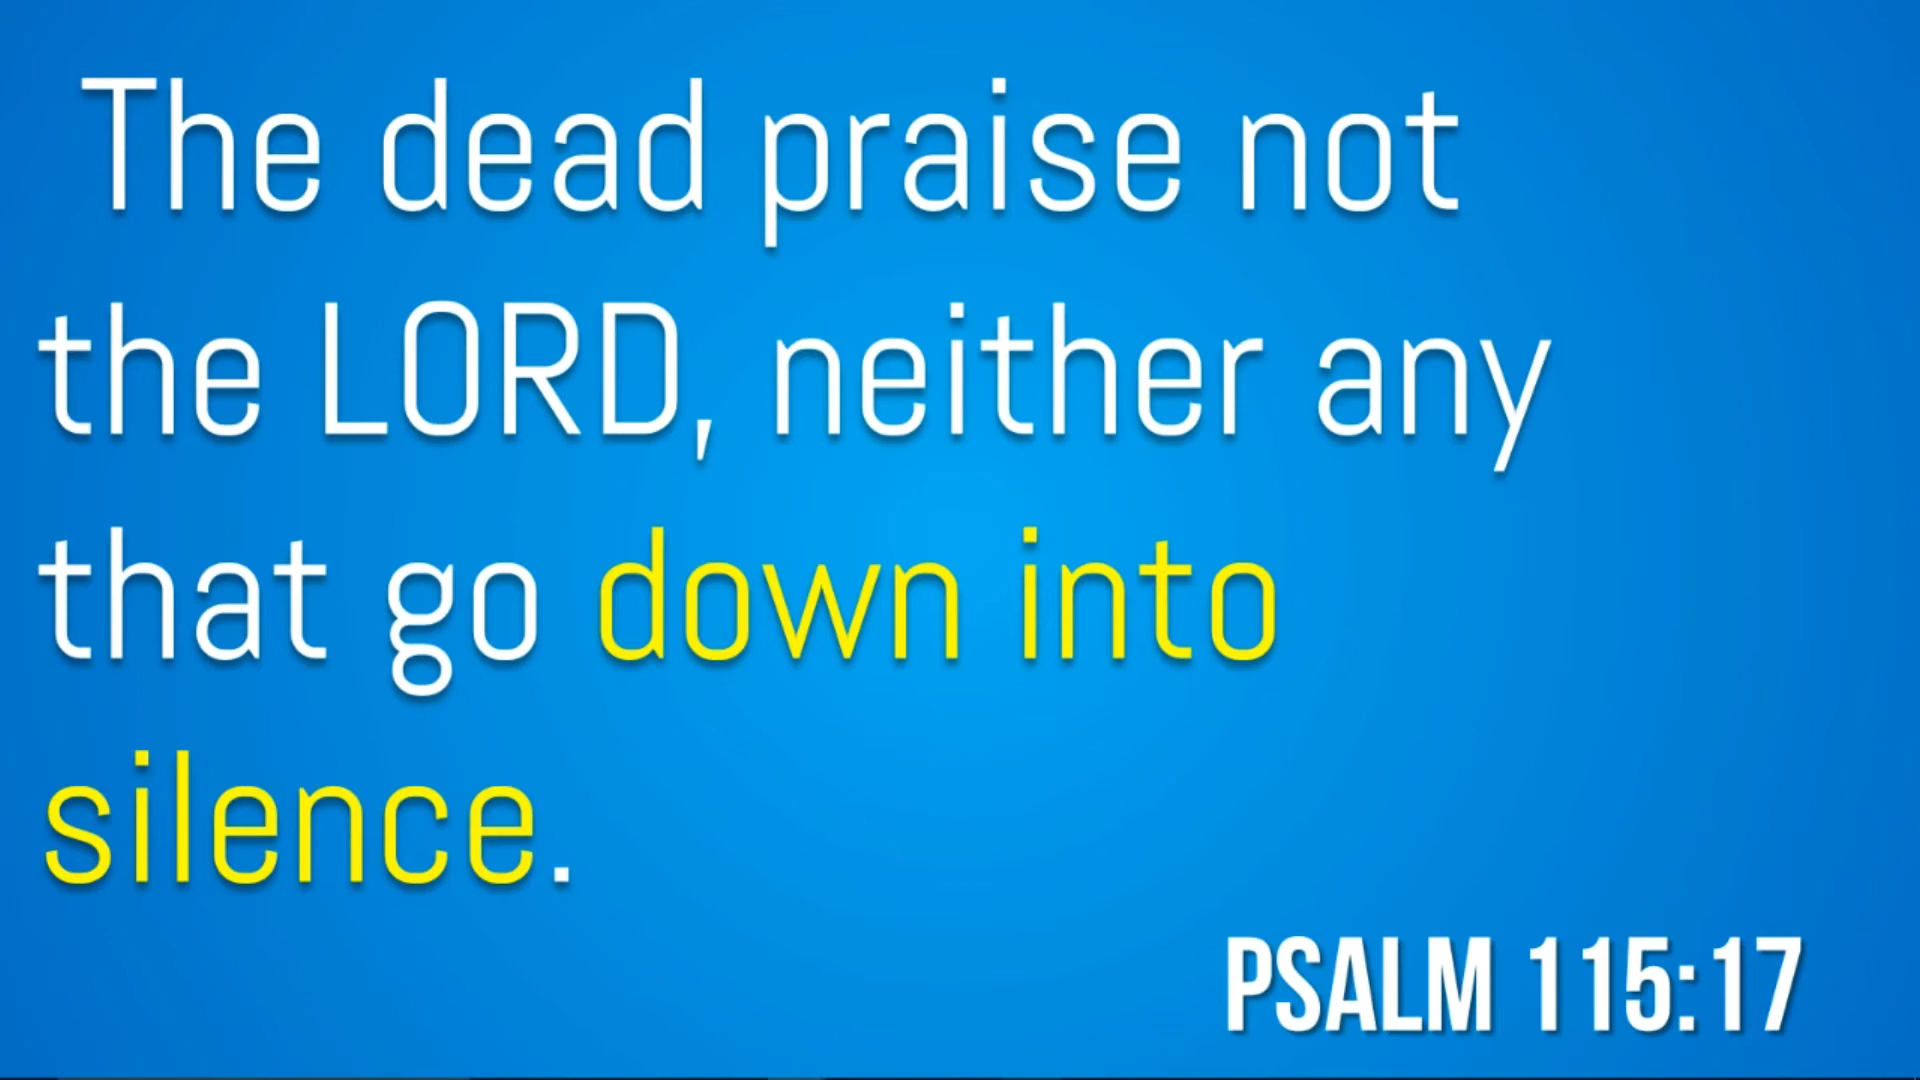 The dead praise not
the LORD, neither any
that go down into
silence.
PSALM 115:17